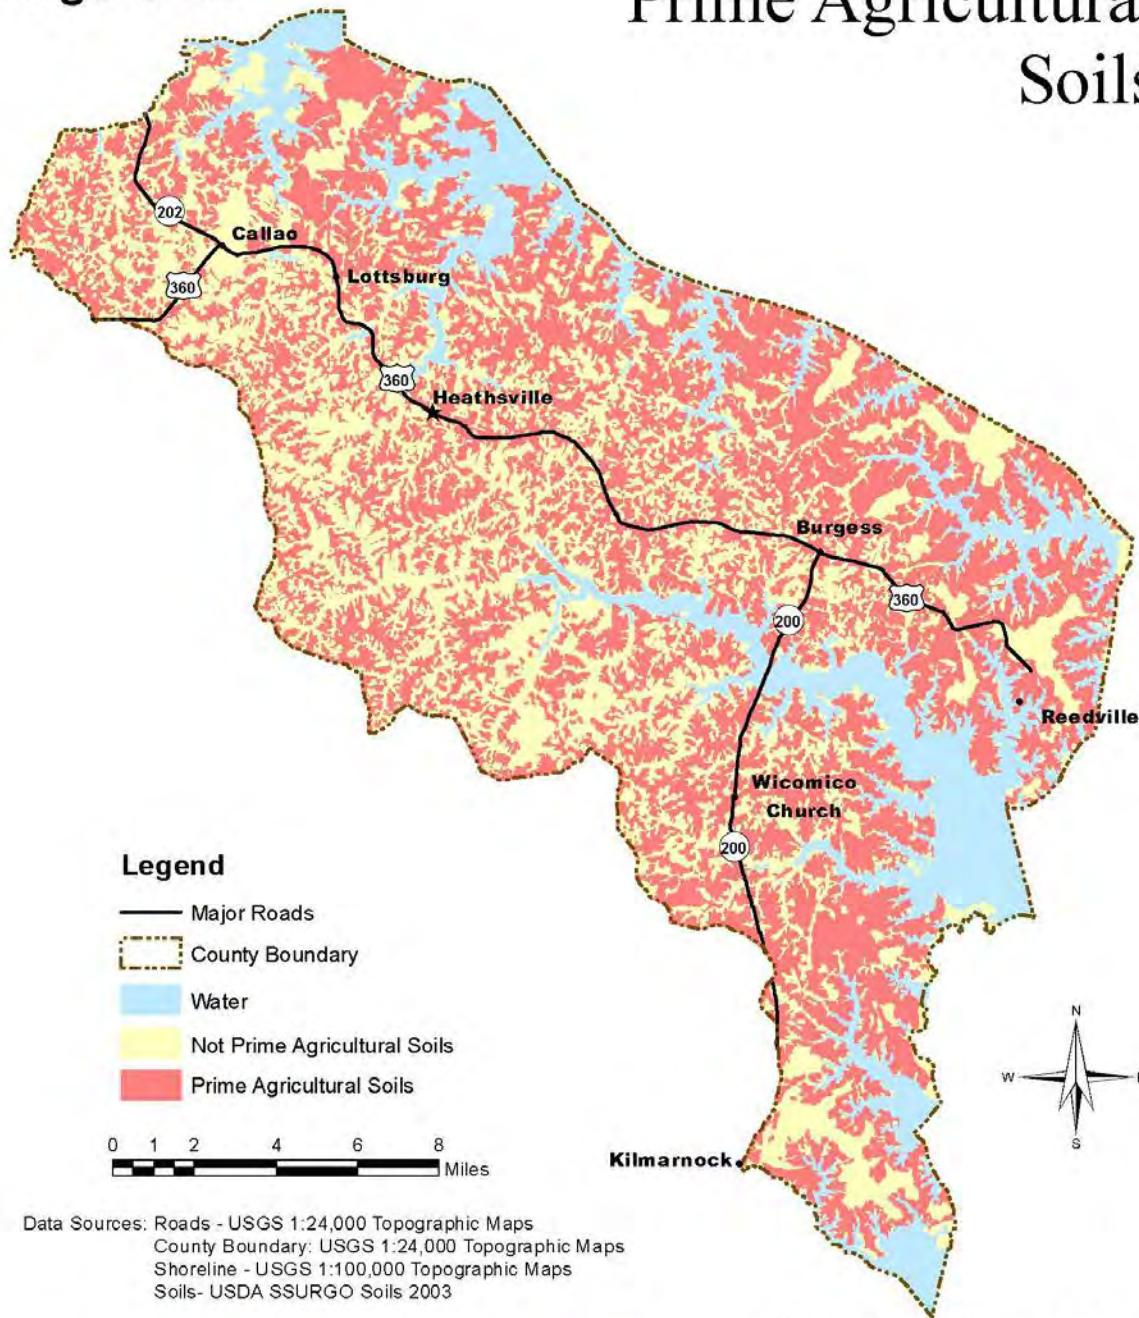 Prime Agricultural
Soils
202
Callao
360
Lottsburg
360
Heathsville
Burgess
360
200
Reedville
Wicomico
Church
200
Legend
Major Roads
County Boundary
Water
Not Prime Agricultural Soils
Prime Agricultural Soils
N
W
S
0 1 2 4 6 8
Miles
Kilmarnock
Data Sources: Roads - USGS 1:24,000 Topographic Maps
County Boundary: USGS 1:24,000 Topographic Maps
Shoreline - USGS 1:100,000 Topographic Maps
Soils- USDA SSURGO Soils 2003